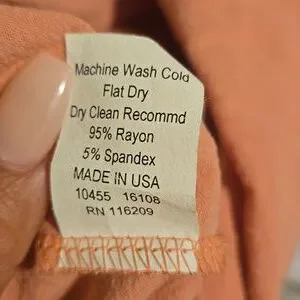 Machine Wash Cold
Flat Dry
Dry Clean Recommd
95% Rayon
5% Spandex
MADE IN USA
10455 16108
RN 116209